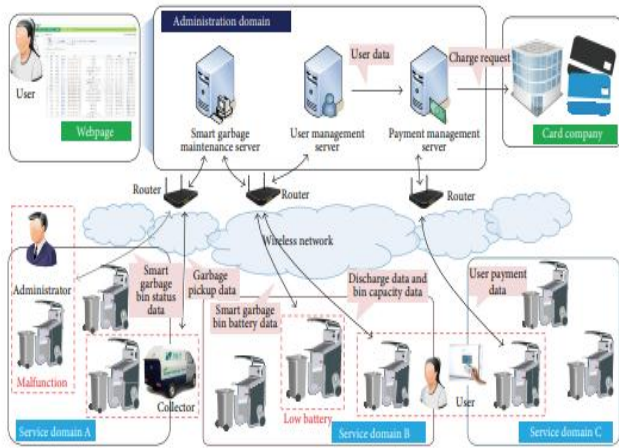 Administration domain
User
Webpage
User data
Charge request
Smart garbage
maintenance server
User management
server
Payment management
server
Card company
Router
Router
Router
Wireless network
Administrator
Malfunction
Smart
garbage
bin status
data
Garbage
pickup data
Smart garbage
bin battery data
Discharge data and
bin capacity data
User payment
data
Collector
Low battery
User
Service domain A
Service domain B
Service domain C